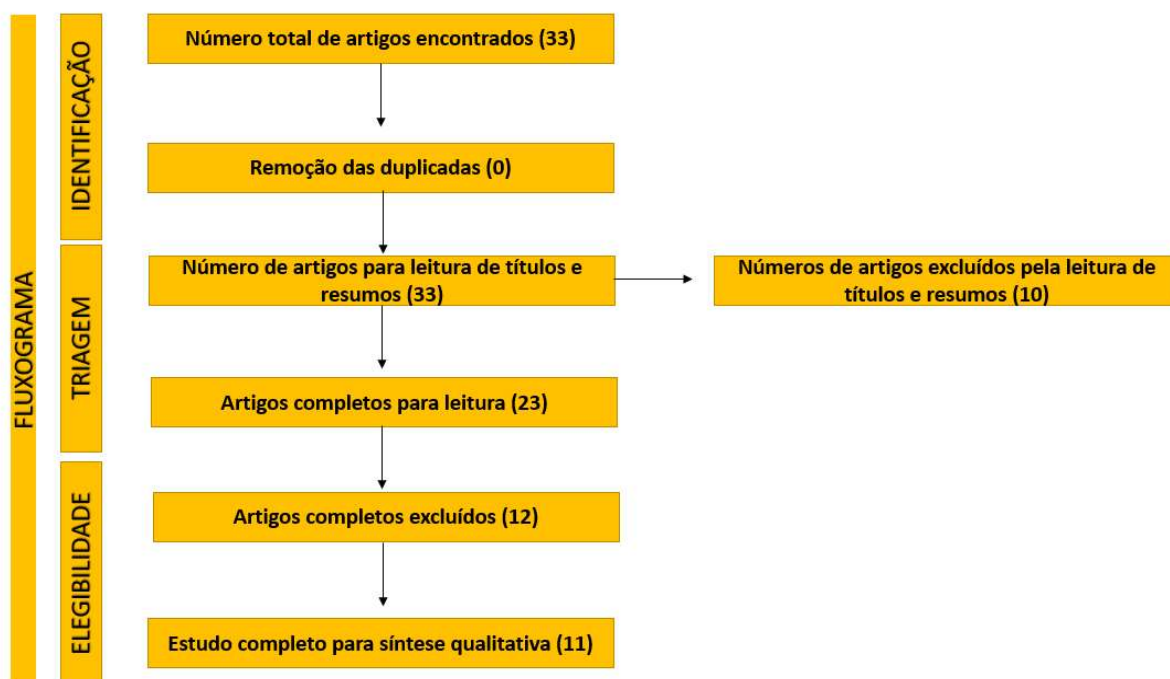 FLUXOGRAMA
IDENTIFICAÇÃO
Número total de artigos encontrados (33)
Remoção das duplicadas (0)
TRIAGEM
Número de artigos para leitura de títulos e
resumos (33)
Números de artigos excluídos pela leitura de
títulos e resumos (10)
Artigos completos para leitura (23)
ELEGIBILIDADE
Artigos completos excluídos (12)
Estudo completo para síntese qualitativa (11)